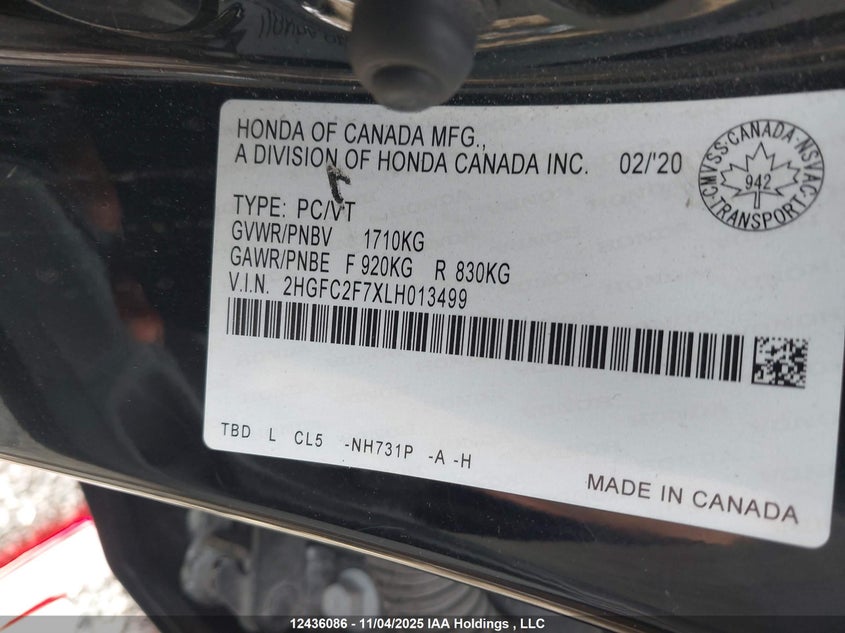 HONDA OF CANADA MFG.,
A DIVISION OF HONDA CANADA INC. 02/'20
CMVSS·CANADA·NSVAC
942
TRANSPORT
TYPE: PC/VT
GVWR/PNBV 1710KG
GAWR/PNBE F 920KG R 830KG
V.I.N. 2HGFC2F7XLH013499
TBD L CL5 -NH731P -A -H
MADE IN CANADA
12436086 - 11/04/2025 IAA Holdings , LLC